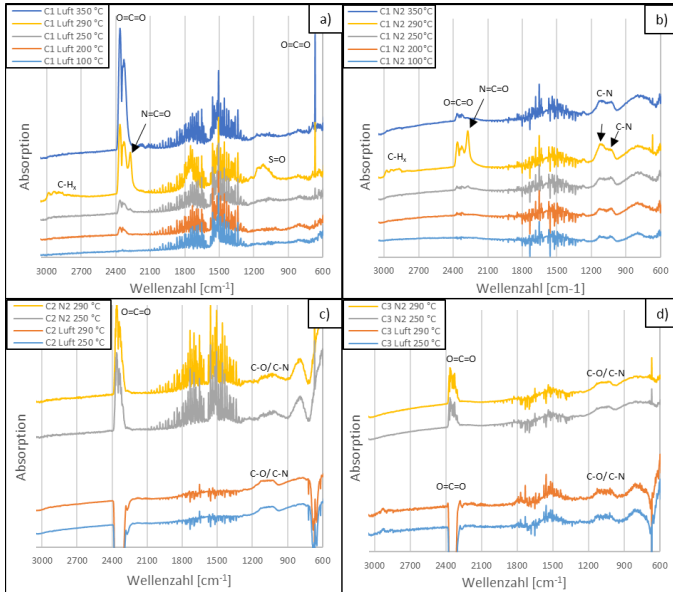 C1 Luft 350 °C
C1 Luft 290 °C
C1 Luft 250 °C
C1 Luft 200 °C
C1 Luft 100 °C
O=C=O
a)
O=C=O
N=C=O
S=O
C-Hₓ
Absorption
3000 2400 2100 1800 1500 1200 900 600
Wellenzahl [cm⁻¹]
C1 N2 350 °C
C1 N2 290 °C
C1 N2 250 °C
C1 N2 200 °C
C1 N2 100 °C
b)
N=C=O
O=C=O
C-N
C-N
C-Hₓ
Absorption
3000 2400 2100 1800 1500 1200 900 600
Wellenzahl [cm-1]
C2 N2 290 °C
C2 N2 250 °C
C2 Luft 290 °C
C2 Luft 250 °C
O=C=O
c)
C-O/ C-N
C-O/ C-N
Absorption
3000 2400 2100 1800 1500 1200 900 600
Wellenzahl [cm⁻¹]
C3 N2 290 °C
C3 N2 250 °C
C3 Luft 290 °C
C3 Luft 250 °C
d)
O=C=O
C-O/ C-N
O=C=O
C-O/ C-N
Absorption
3000 2400 2100 1800 1500 1200 900 600
Wellenzahl [cm⁻¹]